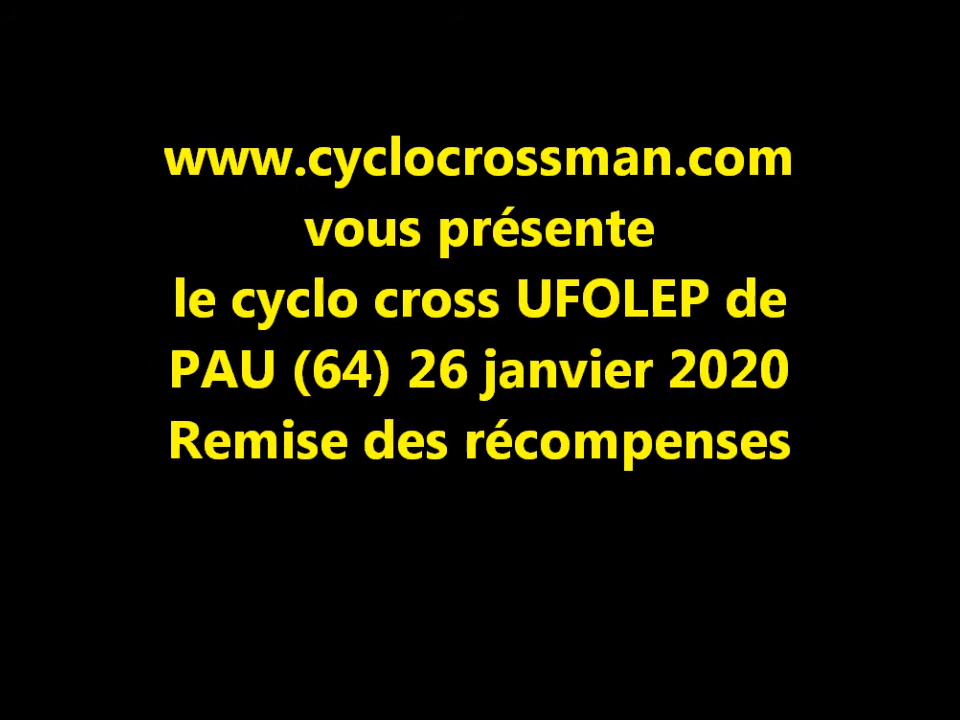 www.cyclocrossman.com
vous présente
le cyclo cross UFOLEP de
PAU (64) 26 janvier 2020
Remise des récompenses